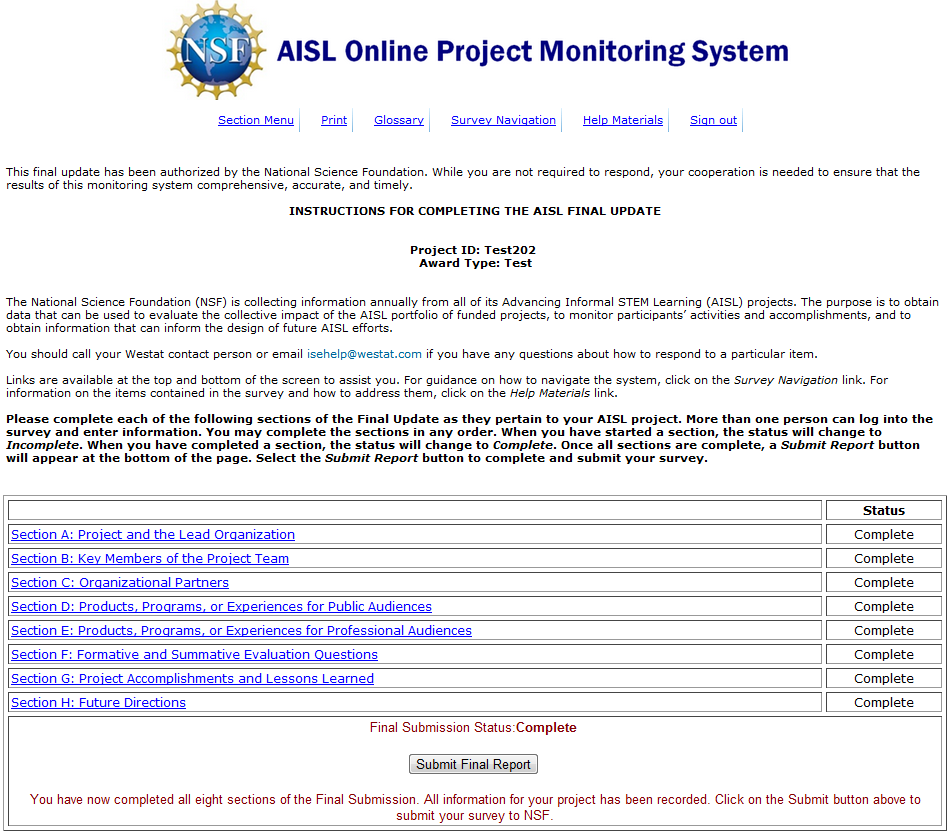 NSF
AISL Online Project Monitoring System
Section Menu Print Glossary Survey Navigation Help Materials Sign out
This final update has been authorized by the National Science Foundation. While you are not required to respond, your cooperation is needed to ensure that the
results of this monitoring system comprehensive, accurate, and timely.
INSTRUCTIONS FOR COMPLETING THE AISL FINAL UPDATE
Project ID: Test202
Award Type: Test
The National Science Foundation (NSF) is collecting information annually from all of its Advancing Informal STEM Learning (AISL) projects. The purpose is to obtain
data that can be used to evaluate the collective impact of the AISL portfolio of funded projects, to monitor participants' activities and accomplishments, and to
obtain information that can inform the design of future AISL efforts.
You should call your Westat contact person or email isehelp@westat.com if you have any questions about how to respond to a particular item.
Links are available at the top and bottom of the screen to assist you. For guidance on how to navigate the system, click on the Survey Navigation link. For
information on the items contained in the survey and how to address them, click on the Help Materials link.
Please complete each of the following sections of the Final Update as they pertain to your AISL project. More than one person can log into the
survey and enter information. You may complete the sections in any order. When you have started a section, the status will change to
Incomplete. When you have completed a section, the status will change to Complete. Once all sections are complete, a Submit Report button
will appear at the bottom of the page. Select the Submit Report button to complete and submit your survey.
Status
Section A: Project and the Lead Organization Complete
Section B: Key Members of the Project Team Complete
Section C: Organizational Partners Complete
Section D: Products, Programs, or Experiences for Public Audiences Complete
Section E: Products, Programs, or Experiences for Professional Audiences Complete
Section F: Formative and Summative Evaluation Questions Complete
Section G: Project Accomplishments and Lessons Learned Complete
Section H: Future Directions Complete
Final Submission Status:Complete
Submit Final Report
You have now completed all eight sections of the Final Submission. All information for your project has been recorded. Click on the Submit button above to
submit your survey to NSF.